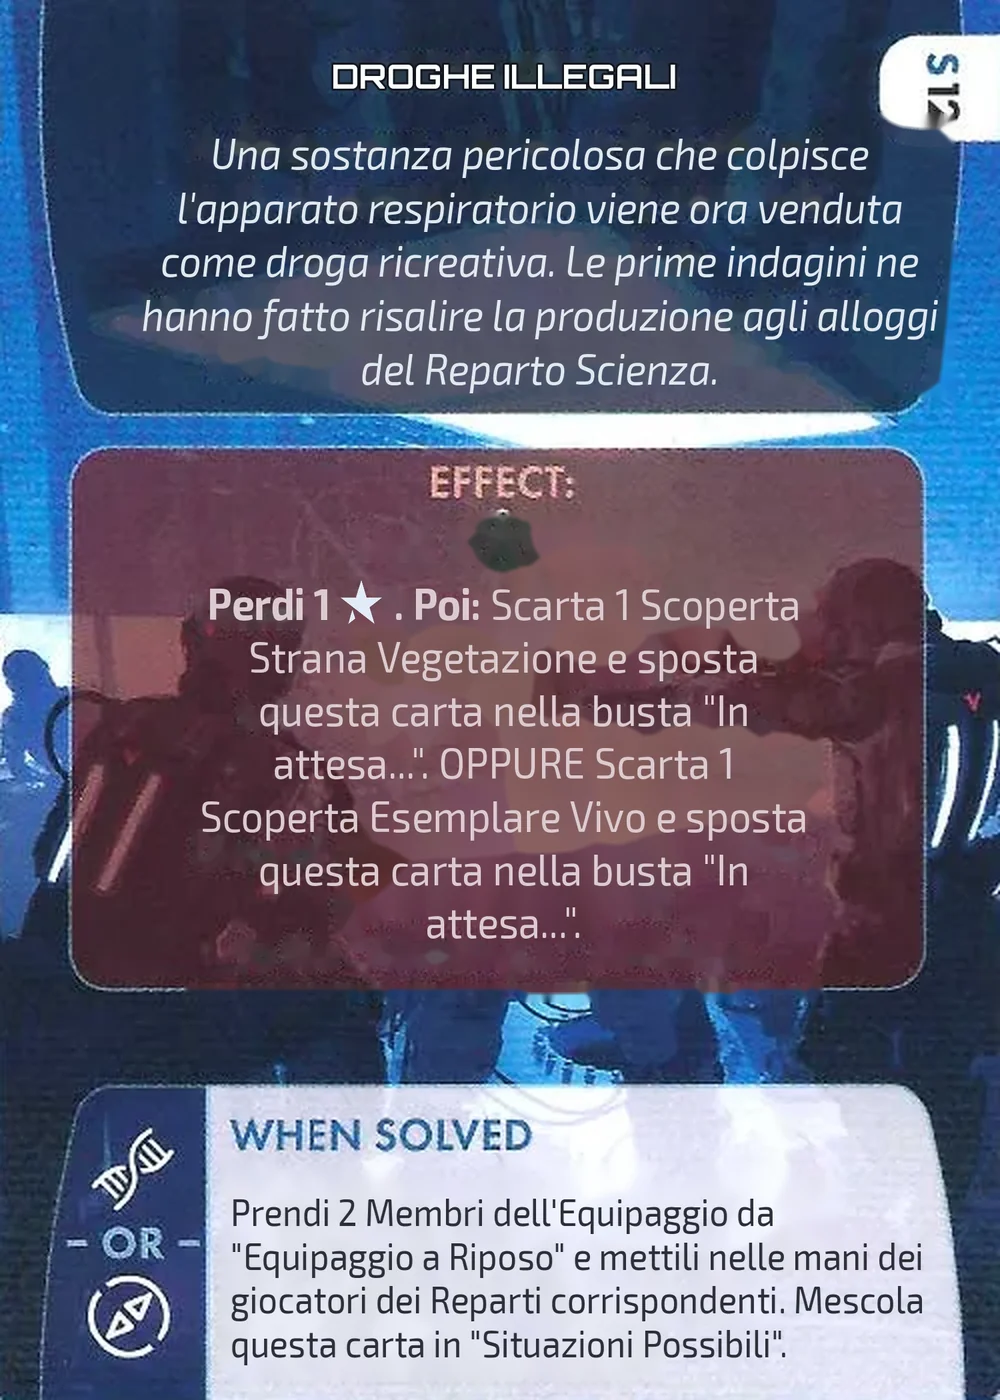 DROGHE ILLEGALI
S12
Una sostanza pericolosa che colpisce
l'apparato respiratorio viene ora venduta
come droga ricreativa. Le prime indagini ne
hanno fatto risalire la produzione agli alloggi
del Reparto Scienza.
EFFECT:
Perdi 1 ★ . Poi: Scarta 1 Scoperta
Strana Vegetazione e sposta
questa carta nella busta "In
attesa...". OPPURE Scarta 1
Scoperta Esemplare Vivo e sposta
questa carta nella busta "In
attesa...".
WHEN SOLVED
- OR -
Prendi 2 Membri dell'Equipaggio da
"Equipaggio a Riposo" e mettili nelle mani dei
giocatori dei Reparti corrispondenti. Mescola
questa carta in "Situazioni Possibili".